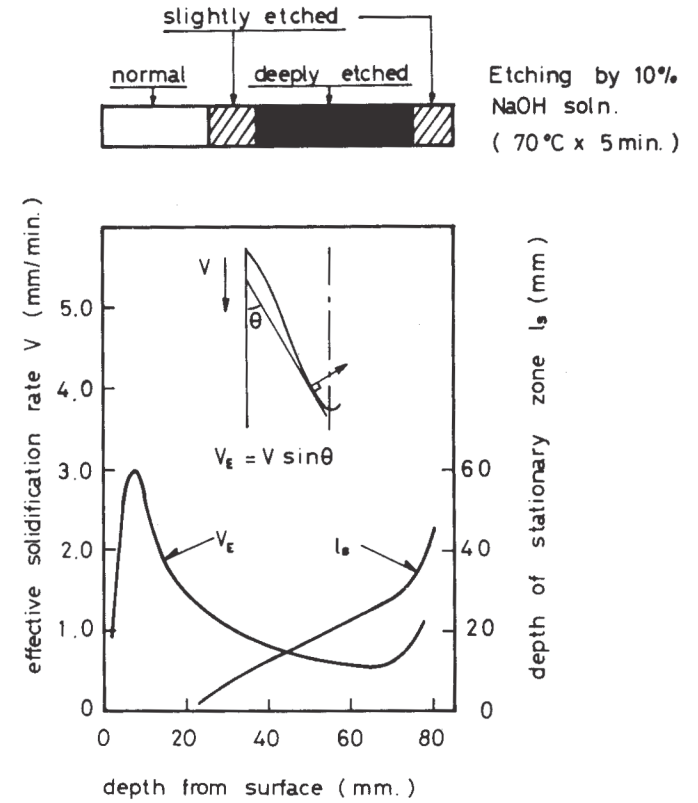 slightly etched
normal
deeply etched
Etching by 10%
NaOH soln.
( 70°C x 5 min. )
effective solidification rate V (mm/min.)
5.0
4.0
3.0
2.0
1.0
0
V
θ
V_E = V sinθ
V_E
l_s
60
40
20
0
depth of stationary zone l_s (mm)
0 20 40 60 80
depth from surface ( mm. )